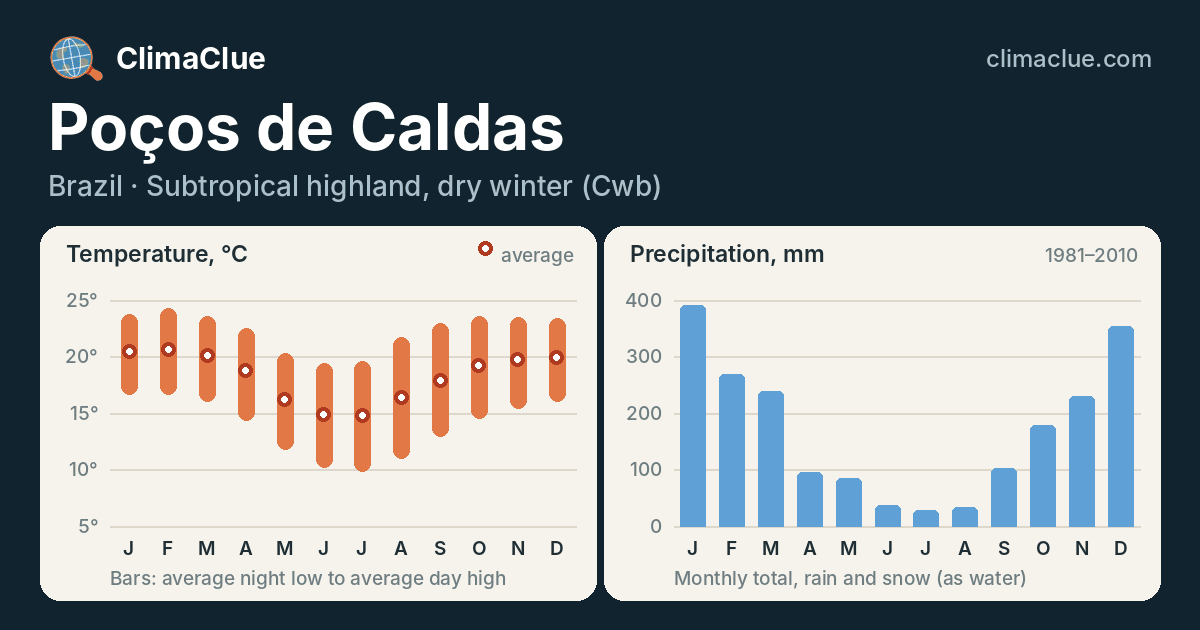 ClimaClue
climaclue.com
Poços de Caldas
Brazil · Subtropical highland, dry winter (Cwb)
Temperature, °C
average
25°
20°
15°
10°
5°
J F M A M J J A S O N D
Bars: average night low to average day high
Precipitation, mm
1981–2010
400
300
200
100
0
J F M A M J J A S O N D
Monthly total, rain and snow (as water)